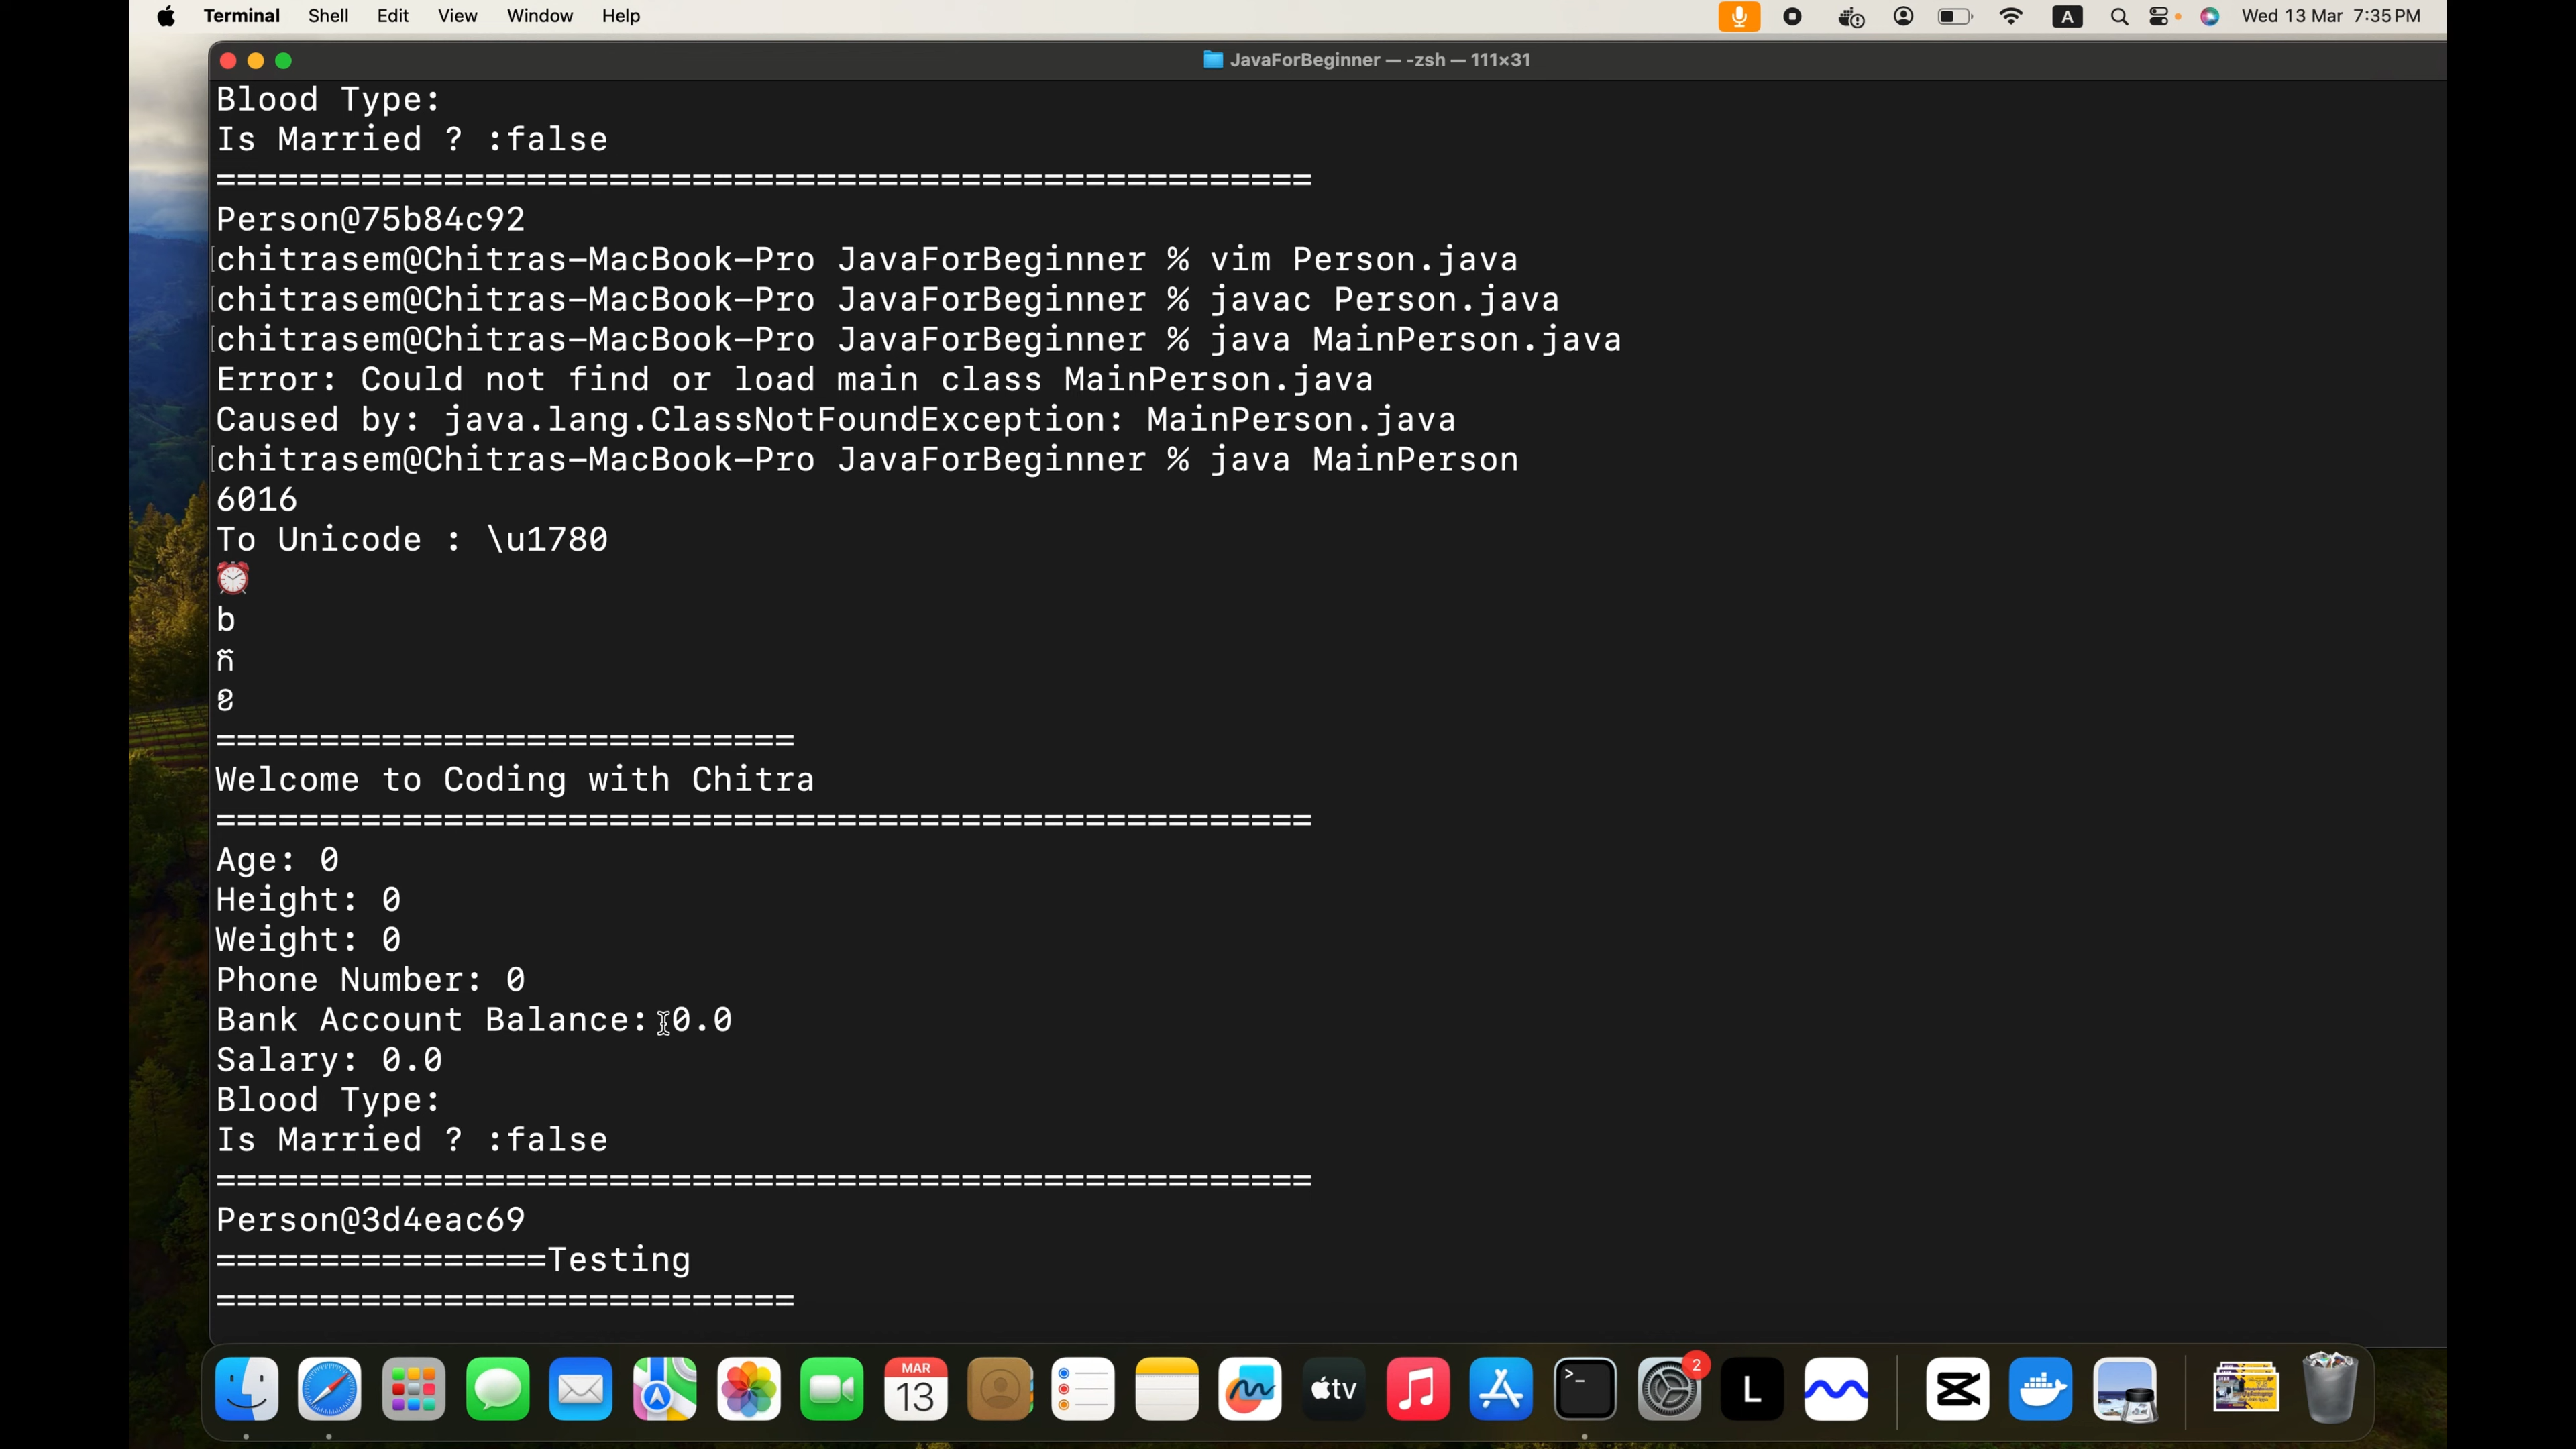 Terminal Shell Edit View Window Help A Wed 13 Mar 7:35 PM
JavaForBeginner — -zsh — 111×31
Blood Type:
Is Married ? :false
=====================================================
Person@75b84c92
chitrasem@Chitras-MacBook-Pro JavaForBeginner % vim Person.java
chitrasem@Chitras-MacBook-Pro JavaForBeginner % javac Person.java
chitrasem@Chitras-MacBook-Pro JavaForBeginner % java MainPerson.java
Error: Could not find or load main class MainPerson.java
Caused by: java.lang.ClassNotFoundException: MainPerson.java
chitrasem@Chitras-MacBook-Pro JavaForBeginner % java MainPerson
6016
To Unicode : \u1780
⏰
b
ក
ខ
============================
Welcome to Coding with Chitra
=====================================================
Age: 0
Height: 0
Weight: 0
Phone Number: 0
Bank Account Balance: 0.0
Salary: 0.0
Blood Type:
Is Married ? :false
=====================================================
Person@3d4eac69
================Testing
============================
MAR
13
tv
>_
2
L